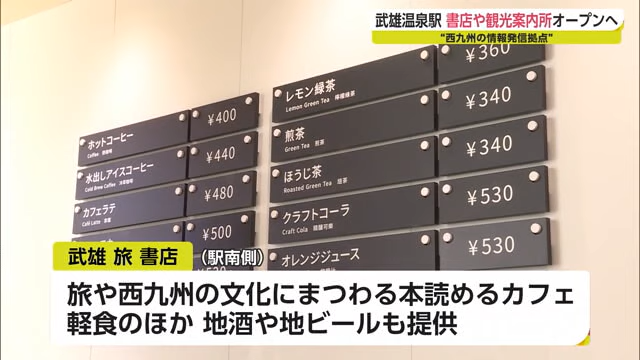 武雄温泉駅 書店や観光案内所オープンへ
“西九州の情報発信拠点”
ホットコーヒー ¥400
Coffee
水出しアイスコーヒー ¥440
Cold Brew Coffee
カフェラテ ¥480
Café Latte
¥500
レモン緑茶 ¥360
Lemon Green Tea
煎茶 ¥340
Green Tea 煎茶
ほうじ茶 ¥340
Roasted Green Tea 焙茶
クラフトコーラ ¥530
Craft Cola
オレンジジュース ¥530
武雄 旅 書店 (駅南側)
旅や西九州の文化にまつわる本読めるカフェ
軽食のほか 地酒や地ビールも提供